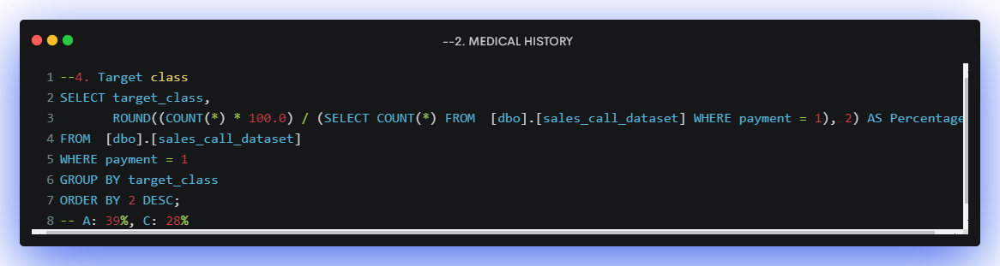 --2. MEDICAL HISTORY
1 --4. Target class
2 SELECT target_class,
3 ROUND((COUNT(*) * 100.0) / (SELECT COUNT(*) FROM  [dbo].[sales_call_dataset] WHERE payment = 1), 2) AS Percentage
4 FROM  [dbo].[sales_call_dataset]
5 WHERE payment = 1
6 GROUP BY target_class
7 ORDER BY 2 DESC;
8 -- A: 39%, C: 28%